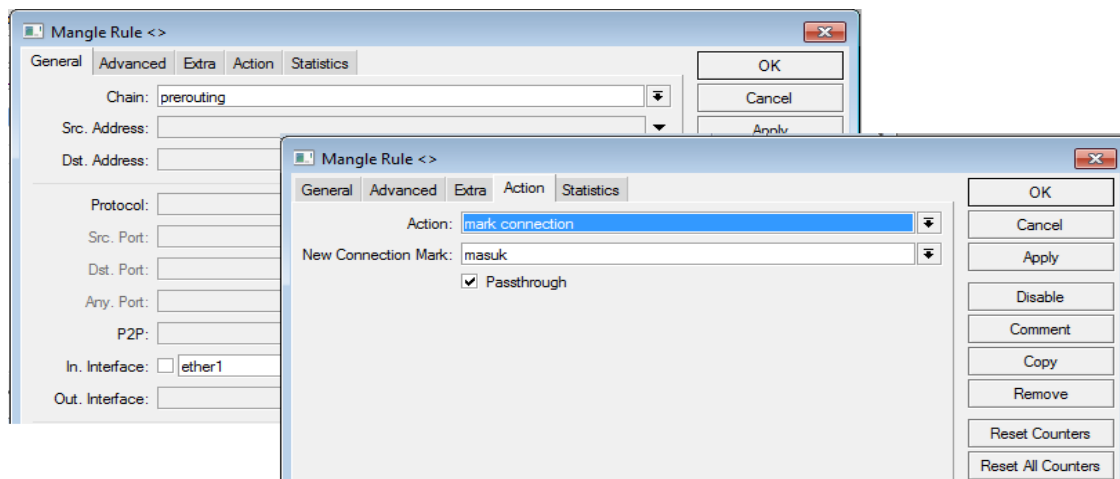 Mangle Rule <>
General Advanced Extra Action Statistics
Chain: prerouting
Src. Address:
Dst. Address:
Protocol:
Src. Port:
Dst. Port:
Any. Port:
P2P:
In. Interface: ether1
Out. Interface:
OK
Cancel
Apply
Mangle Rule <>
General Advanced Extra Action Statistics
Action: mark connection
New Connection Mark: masuk
Passthrough
OK
Cancel
Apply
Disable
Comment
Copy
Remove
Reset Counters
Reset All Counters